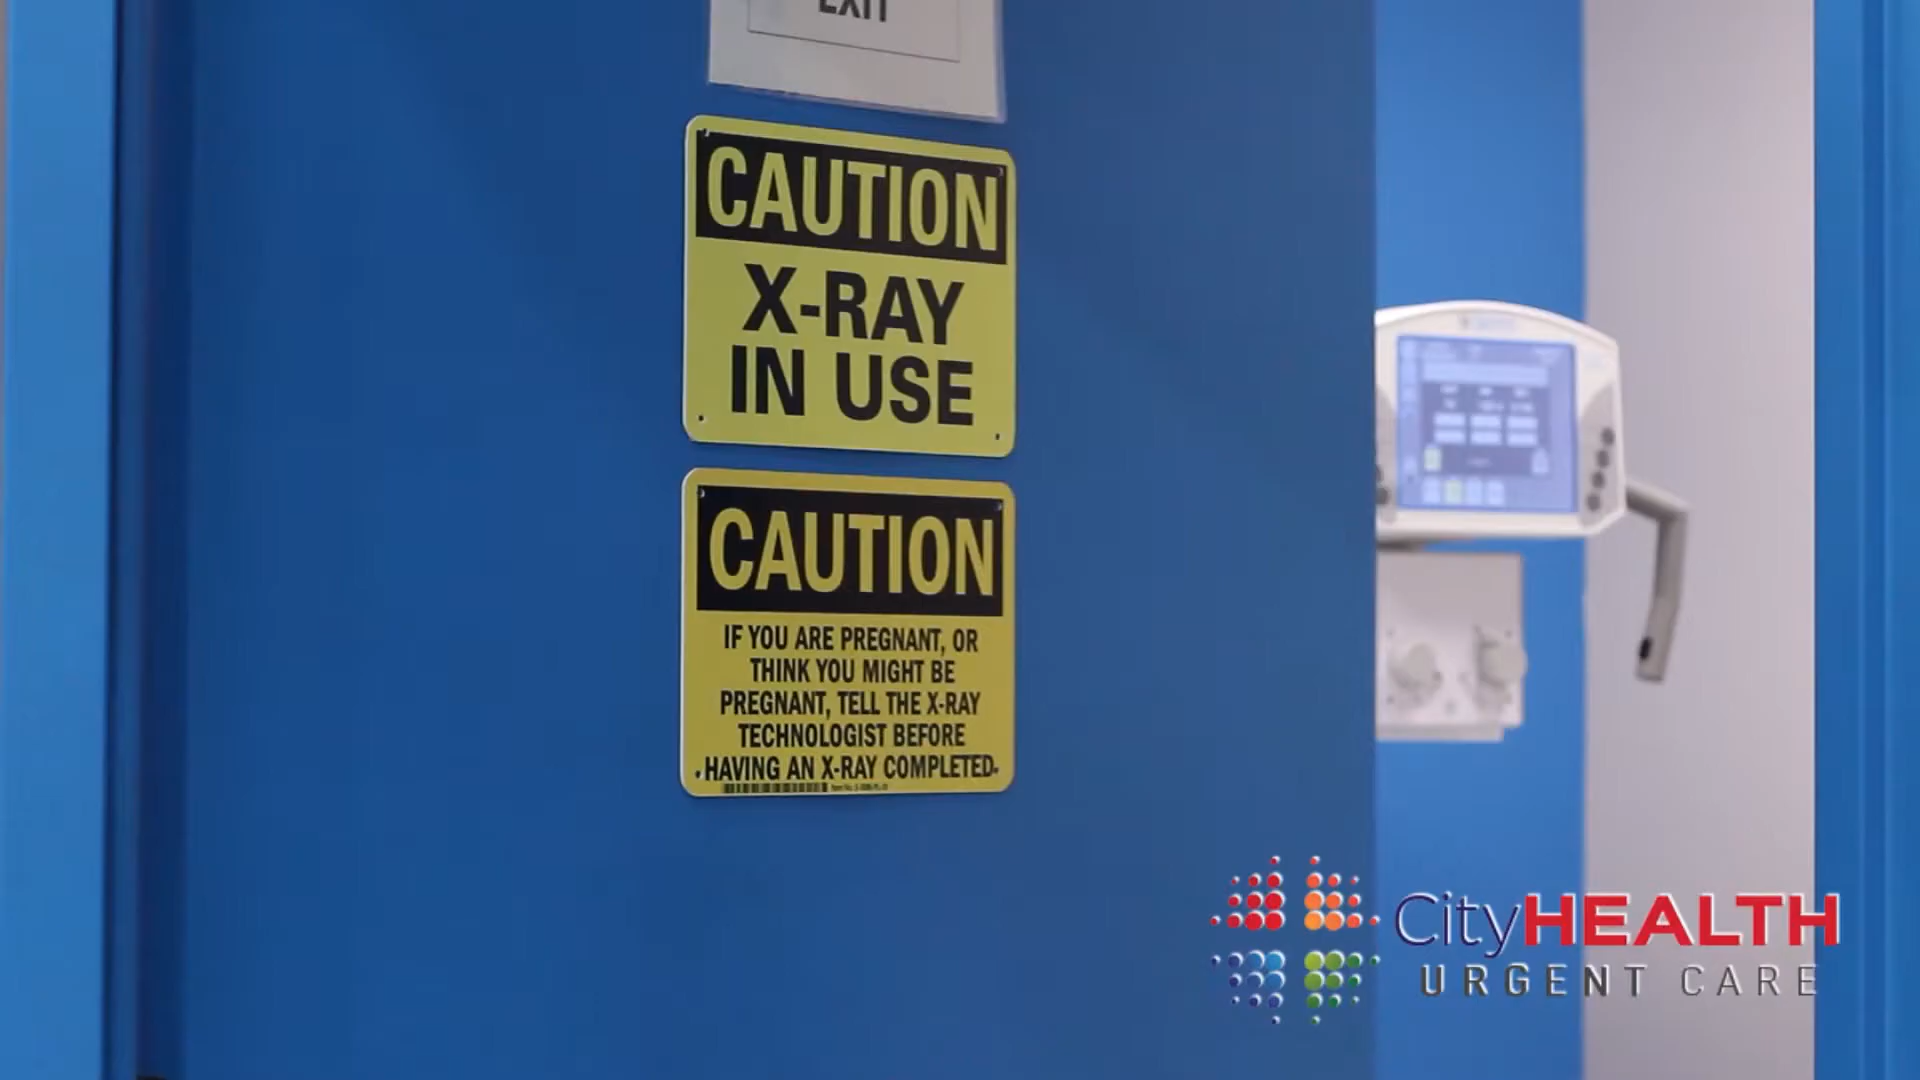 EXIT
CAUTION
X-RAY
IN USE
CAUTION
IF YOU ARE PREGNANT, OR
THINK YOU MIGHT BE
PREGNANT, TELL THE X-RAY
TECHNOLOGIST BEFORE
HAVING AN X-RAY COMPLETED.
CityHEALTH
URGENT CARE